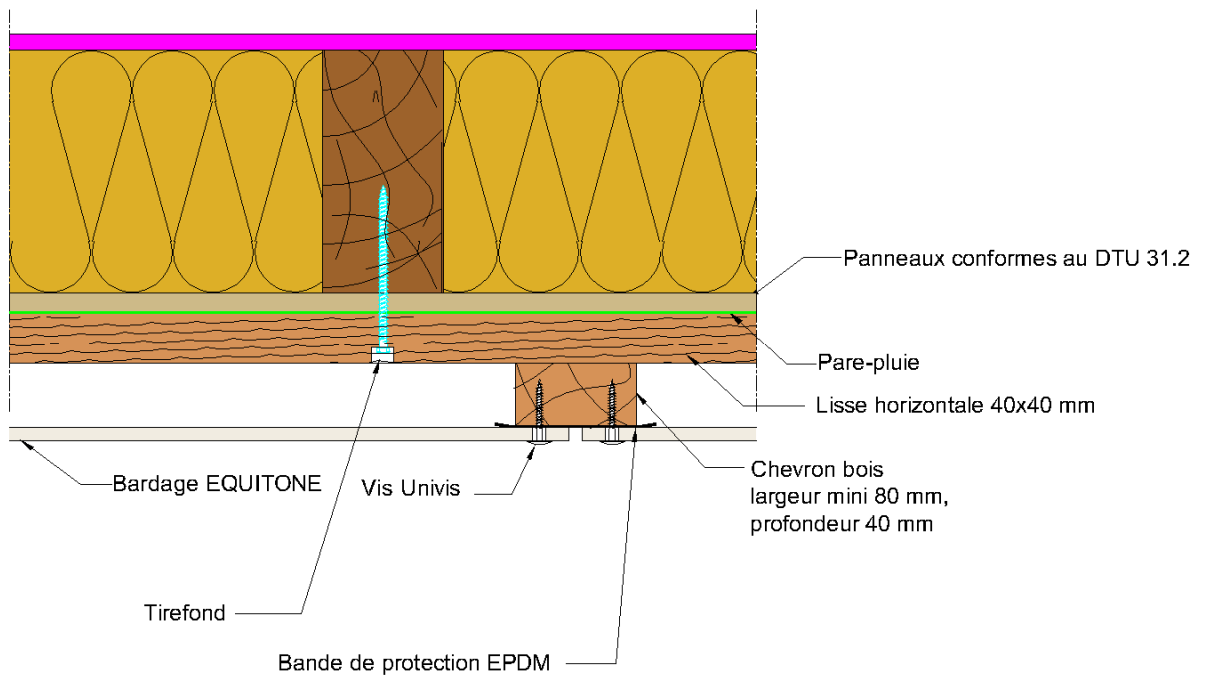 Panneaux conformes au DTU 31.2
Pare-pluie
Lisse horizontale 40x40 mm
Bardage EQUITONE
Vis Univis
Chevron bois
largeur mini 80 mm,
profondeur 40 mm
Tirefond
Bande de protection EPDM